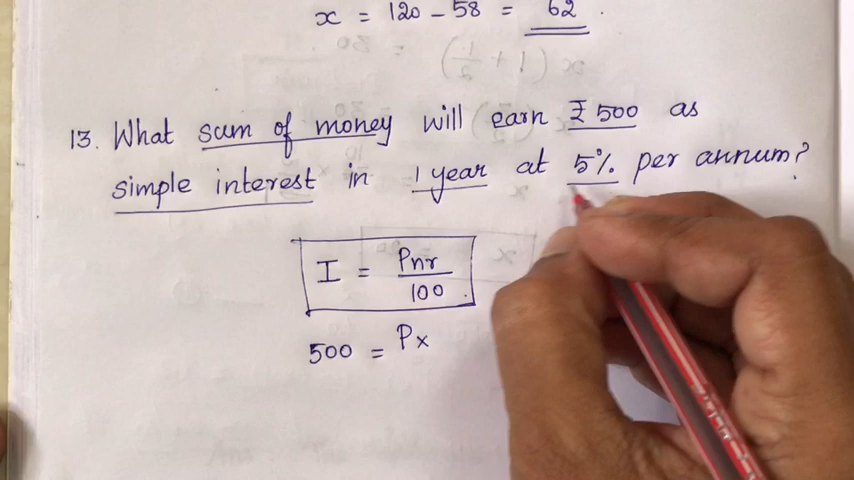 x = 120 - 58 = 62.
13. What sum of money will earn ₹ 500 as
simple interest in 1 year at 5% per annum?
I = Pnr/100
500 = Px